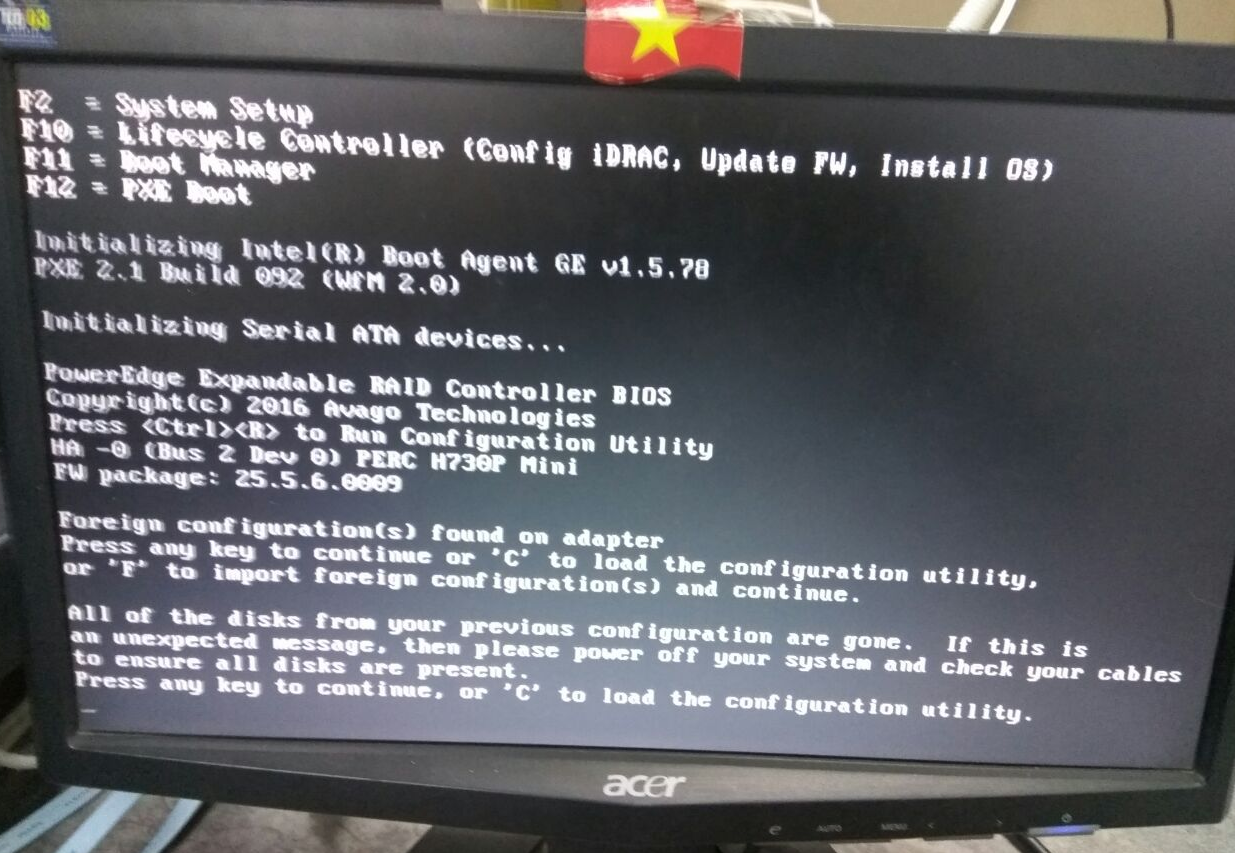 F2 = System Setup
F10 = Lifecycle Controller (Config iDRAC, Update FW, Install OS)
F11 = Boot Manager
F12 = PXE Boot
Initializing Intel(R) Boot Agent GE v1.5.78
PXE 2.1 Build 092 (WfM 2.0)
Initializing Serial ATA devices...
PowerEdge Expandable RAID Controller BIOS
Copyright(c) 2016 Avago Technologies
Press <Ctrl><R> to Run Configuration Utility
HA -0 (Bus 2 Dev 0) PERC H730P Mini
FW package: 25.5.6.0009
Foreign configuration(s) found on adapter
Press any key to continue or 'C' to load the configuration utility,
or 'F' to import foreign configuration(s) and continue.
All of the disks from your previous configuration are gone. If this is
an unexpected message, then please power off your system and check your cables
to ensure all disks are present.
Press any key to continue, or 'C' to load the configuration utility.
acer
e AUTO MENU < >